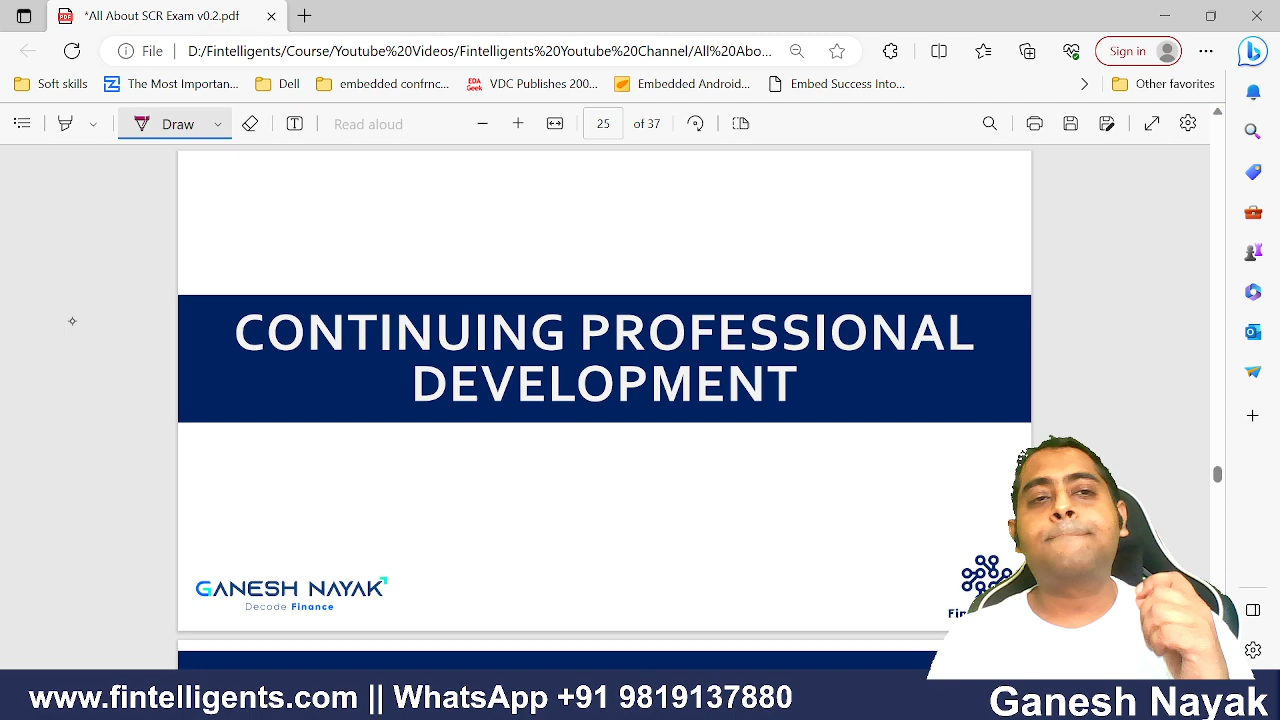 *All About SCR Exam v0.2.pdf
File | D:/Fintelligents/Course/Youtube%20Videos/Fintelligents%20Youtube%20Channel/All%20Abo...
Sign in
Soft skills
The Most Importan...
Dell
embedded confrnc...
EDA Geek
VDC Publishes 200...
Embedded Android...
Embed Success Into...
Other favorites
Draw
Read aloud
25 of 37
CONTINUING PROFESSIONAL
DEVELOPMENT
GANESH NAYAK
Decode Finance
www.fintelligents.com || WhatsApp +91 9819137880
Ganesh Nayak